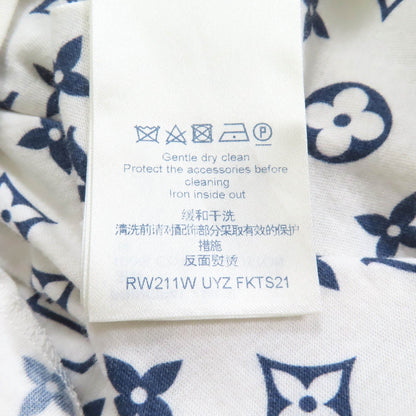 P
Gentle dry clean
Protect the accessories before
cleaning
Iron inside out
缓和干洗
清洗前请对配饰部分采取有效的保护
措施
反面熨烫
RW211W UYZ FKTS21